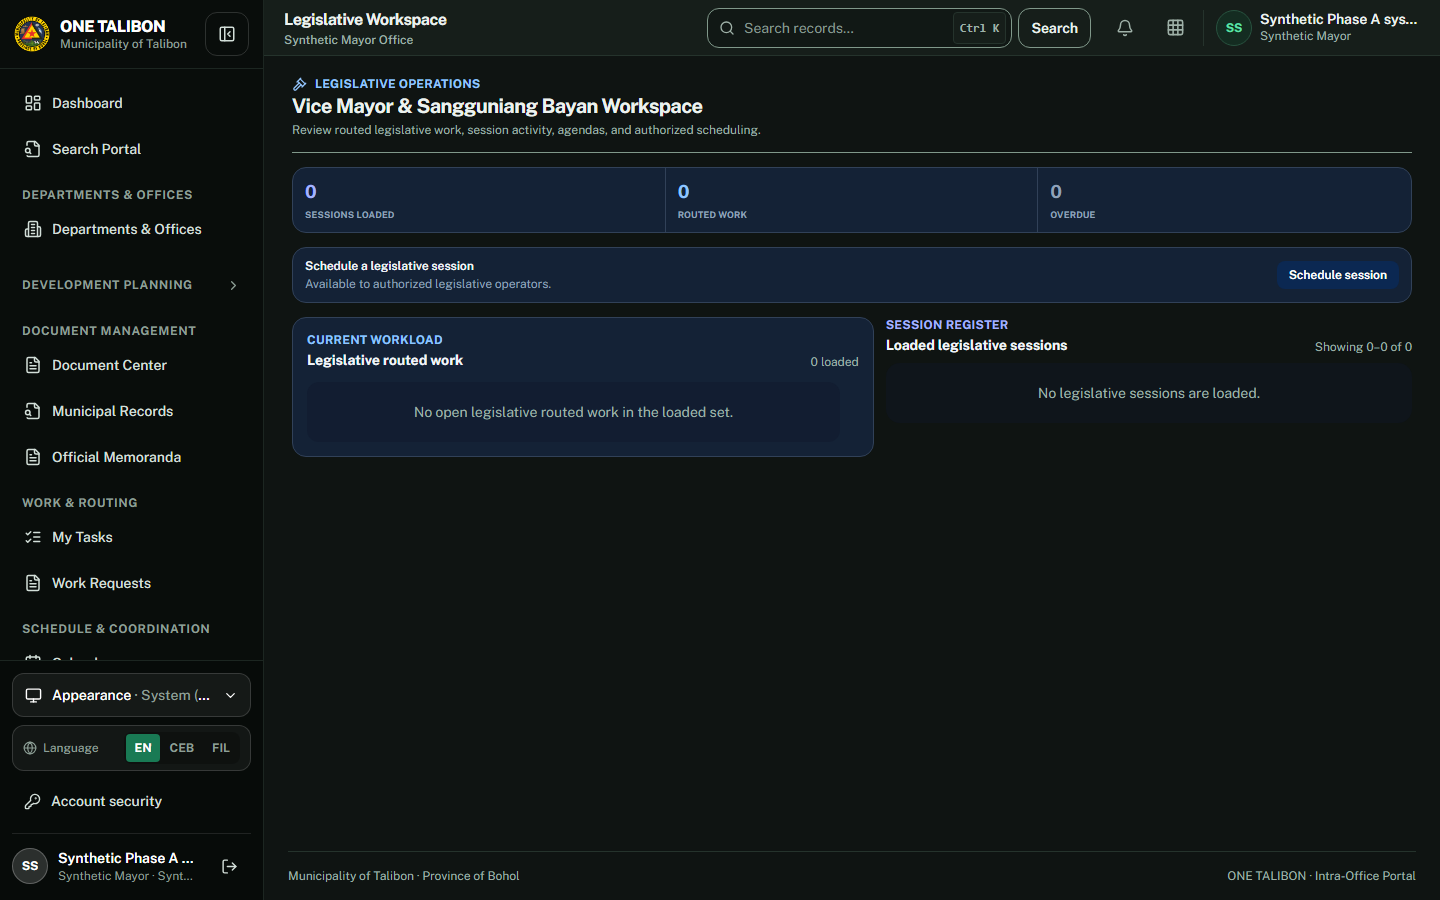 ONE TALIBON
Municipality of Talibon
Dashboard
Search Portal
DEPARTMENTS & OFFICES
Departments & Offices
DEVELOPMENT PLANNING
DOCUMENT MANAGEMENT
Document Center
Municipal Records
Official Memoranda
WORK & ROUTING
My Tasks
Work Requests
SCHEDULE & COORDINATION
Appearance · System (...
Language EN CEB FIL
Account security
SS Synthetic Phase A ...
Synthetic Mayor · Synt...
Legislative Workspace
Synthetic Mayor Office
Search records... Ctrl K Search
SS Synthetic Phase A sys...
Synthetic Mayor
LEGISLATIVE OPERATIONS
Vice Mayor & Sangguniang Bayan Workspace
Review routed legislative work, session activity, agendas, and authorized scheduling.
0
SESSIONS LOADED
0
ROUTED WORK
0
OVERDUE
Schedule a legislative session
Available to authorized legislative operators.
Schedule session
CURRENT WORKLOAD
Legislative routed work
0 loaded
No open legislative routed work in the loaded set.
SESSION REGISTER
Loaded legislative sessions
Showing 0–0 of 0
No legislative sessions are loaded.
Municipality of Talibon · Province of Bohol
ONE TALIBON · Intra-Office Portal